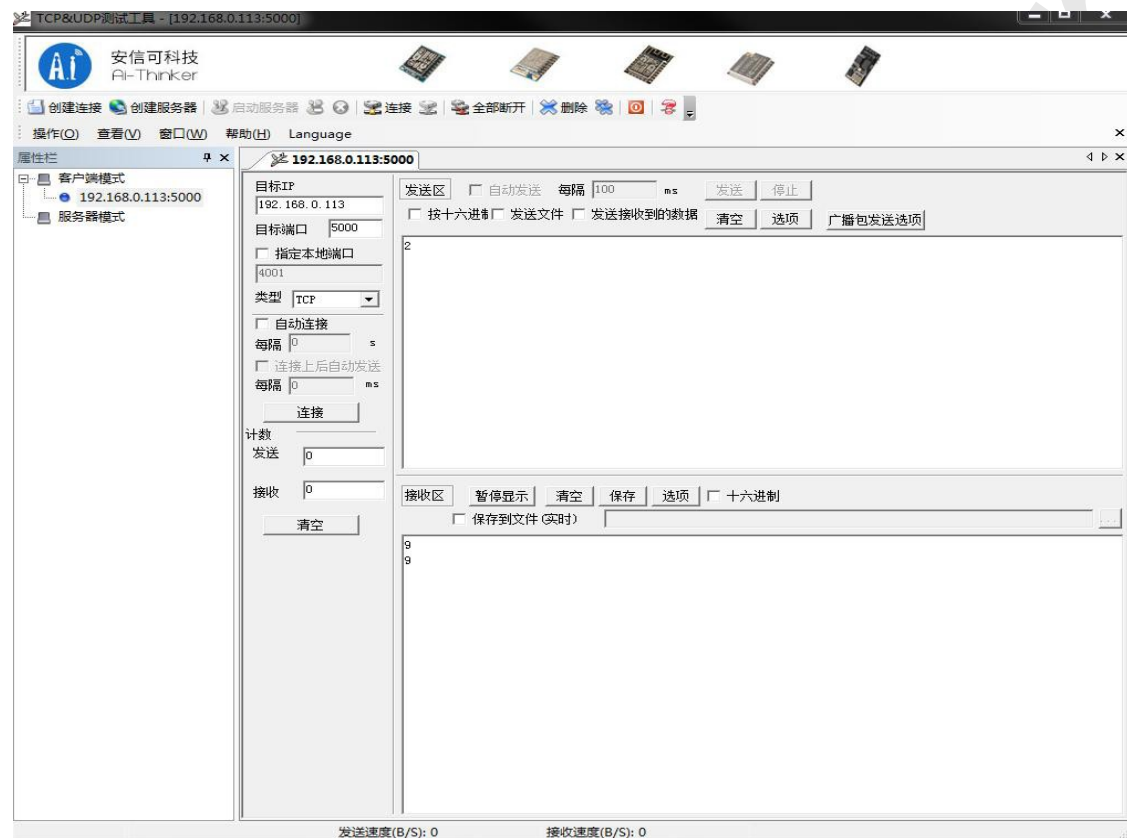 TCP&UDP测试工具 - [192.168.0.113:5000]
安信可科技
Ai-Thinker
创建连接 创建服务器 启动服务器 连接 全部断开 删除
操作(O) 查看(V) 窗口(W) 帮助(H) Language
属性栏
客户端模式
192.168.0.113:5000
服务器模式
192.168.0.113:5000
目标IP
192.168.0.113
目标端口 5000
指定本地端口
4001
类型 TCP
自动连接
每隔 0 s
连接上后自动发送
每隔 0 ms
连接
计数
发送 0
接收 0
清空
发送区 自动发送 每隔 100 ms 发送 停止
按十六进制 发送文件 发送接收到的数据 清空 选项 广播包发送选项
2
接收区 暂停显示 清空 保存 选项 十六进制
保存到文件(实时) ...
9
9
发送速度(B/S): 0 接收速度(B/S): 0